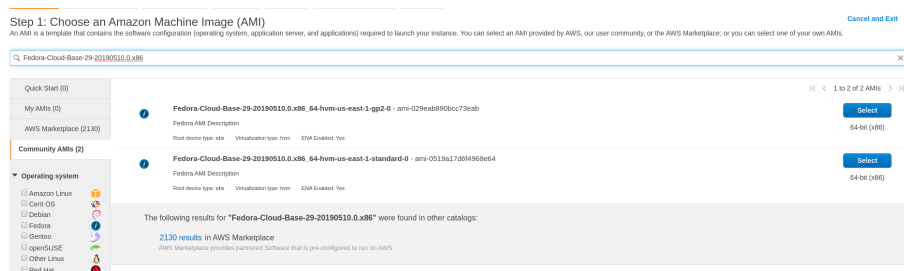 Step 1: Choose an Amazon Machine Image (AMI)
Cancel and Exit
An AMI is a template that contains the software configuration (operating system, application server, and applications) required to launch your instance. You can select an AMI provided by AWS, our user community, or the AWS Marketplace; or you can select one of your own AMIs.
Fedora-Cloud-Base-29-20190510.0.x86
Quick Start (0)
1 to 2 of 2 AMIs
My AMIs (0)
AWS Marketplace (2130)
Community AMIs (2)
Fedora-Cloud-Base-29-20190510.0.x86_64-hvm-us-east-1-gp2-0 - ami-029eab890bcc73eab
Fedora AMI Description
Root device type: ebs Virtualization type: hvm ENA Enabled: Yes
Select
64-bit (x86)
Fedora-Cloud-Base-29-20190510.0.x86_64-hvm-us-east-1-standard-0 - ami-0519a17d6f4968e64
Fedora AMI Description
Root device type: ebs Virtualization type: hvm ENA Enabled: Yes
Select
64-bit (x86)
Operating system
Amazon Linux
Cent OS
Debian
Fedora
Gentoo
openSUSE
Other Linux
Red Hat
The following results for "Fedora-Cloud-Base-29-20190510.0.x86" were found in other catalogs:
2130 results in AWS Marketplace
AWS Marketplace provides partnered Software that is pre-configured to run on AWS